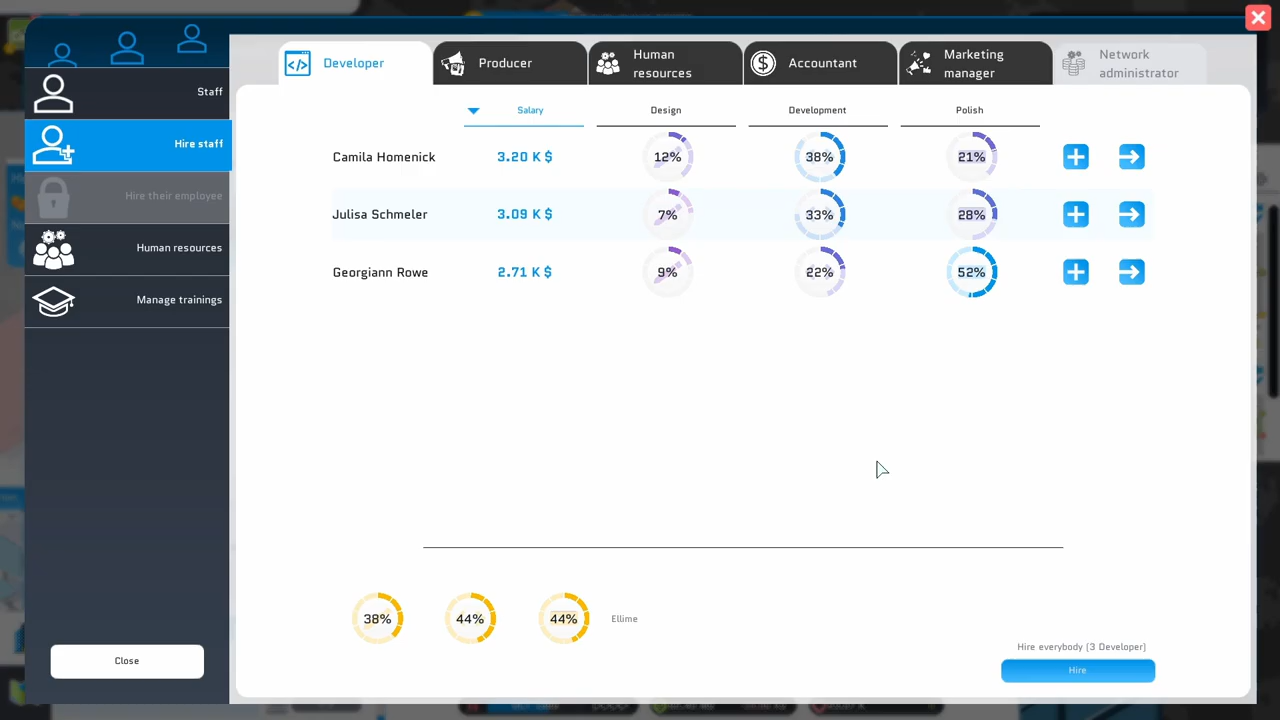 Developer
Producer
Human
resources
Accountant
Marketing
manager
Network
administrator
Staff
Hire staff
Hire their employee
Human resources
Manage trainings
Close
Salary
Design
Development
Polish
Camila Homenick
3.20 K $
12%
38%
21%
Julisa Schmeler
3.09 K $
7%
33%
28%
Georgiann Rowe
2.71 K $
9%
22%
52%
38%
44%
44%
Ellime
Hire everybody (3 Developer)
Hire